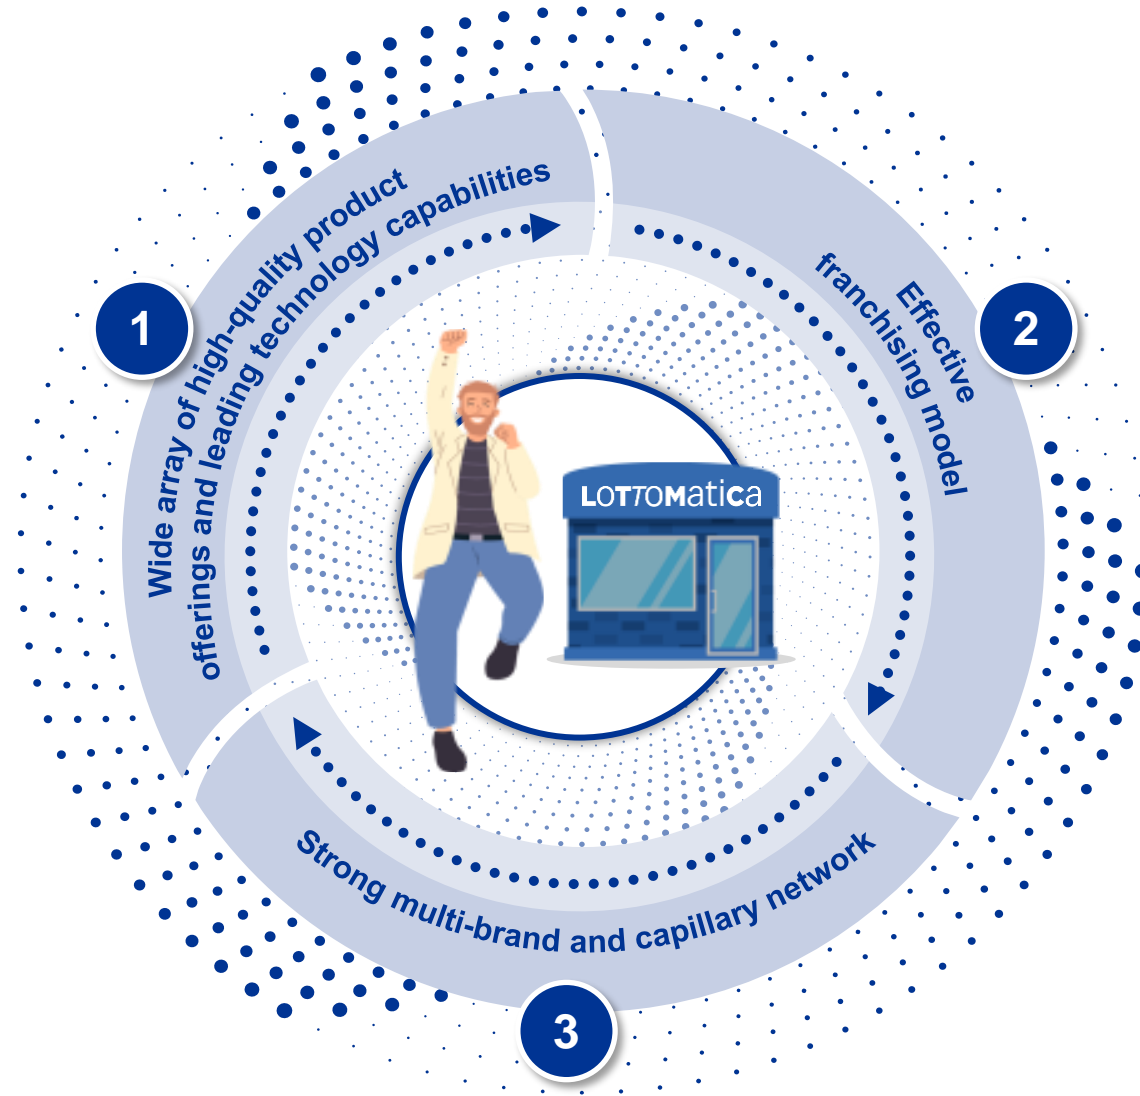 1
Wide array of high-quality product
offerings and leading technology capabilities
2
Effective
franchising model
LOTTOMATICA
3
Strong multi-brand and capillary network